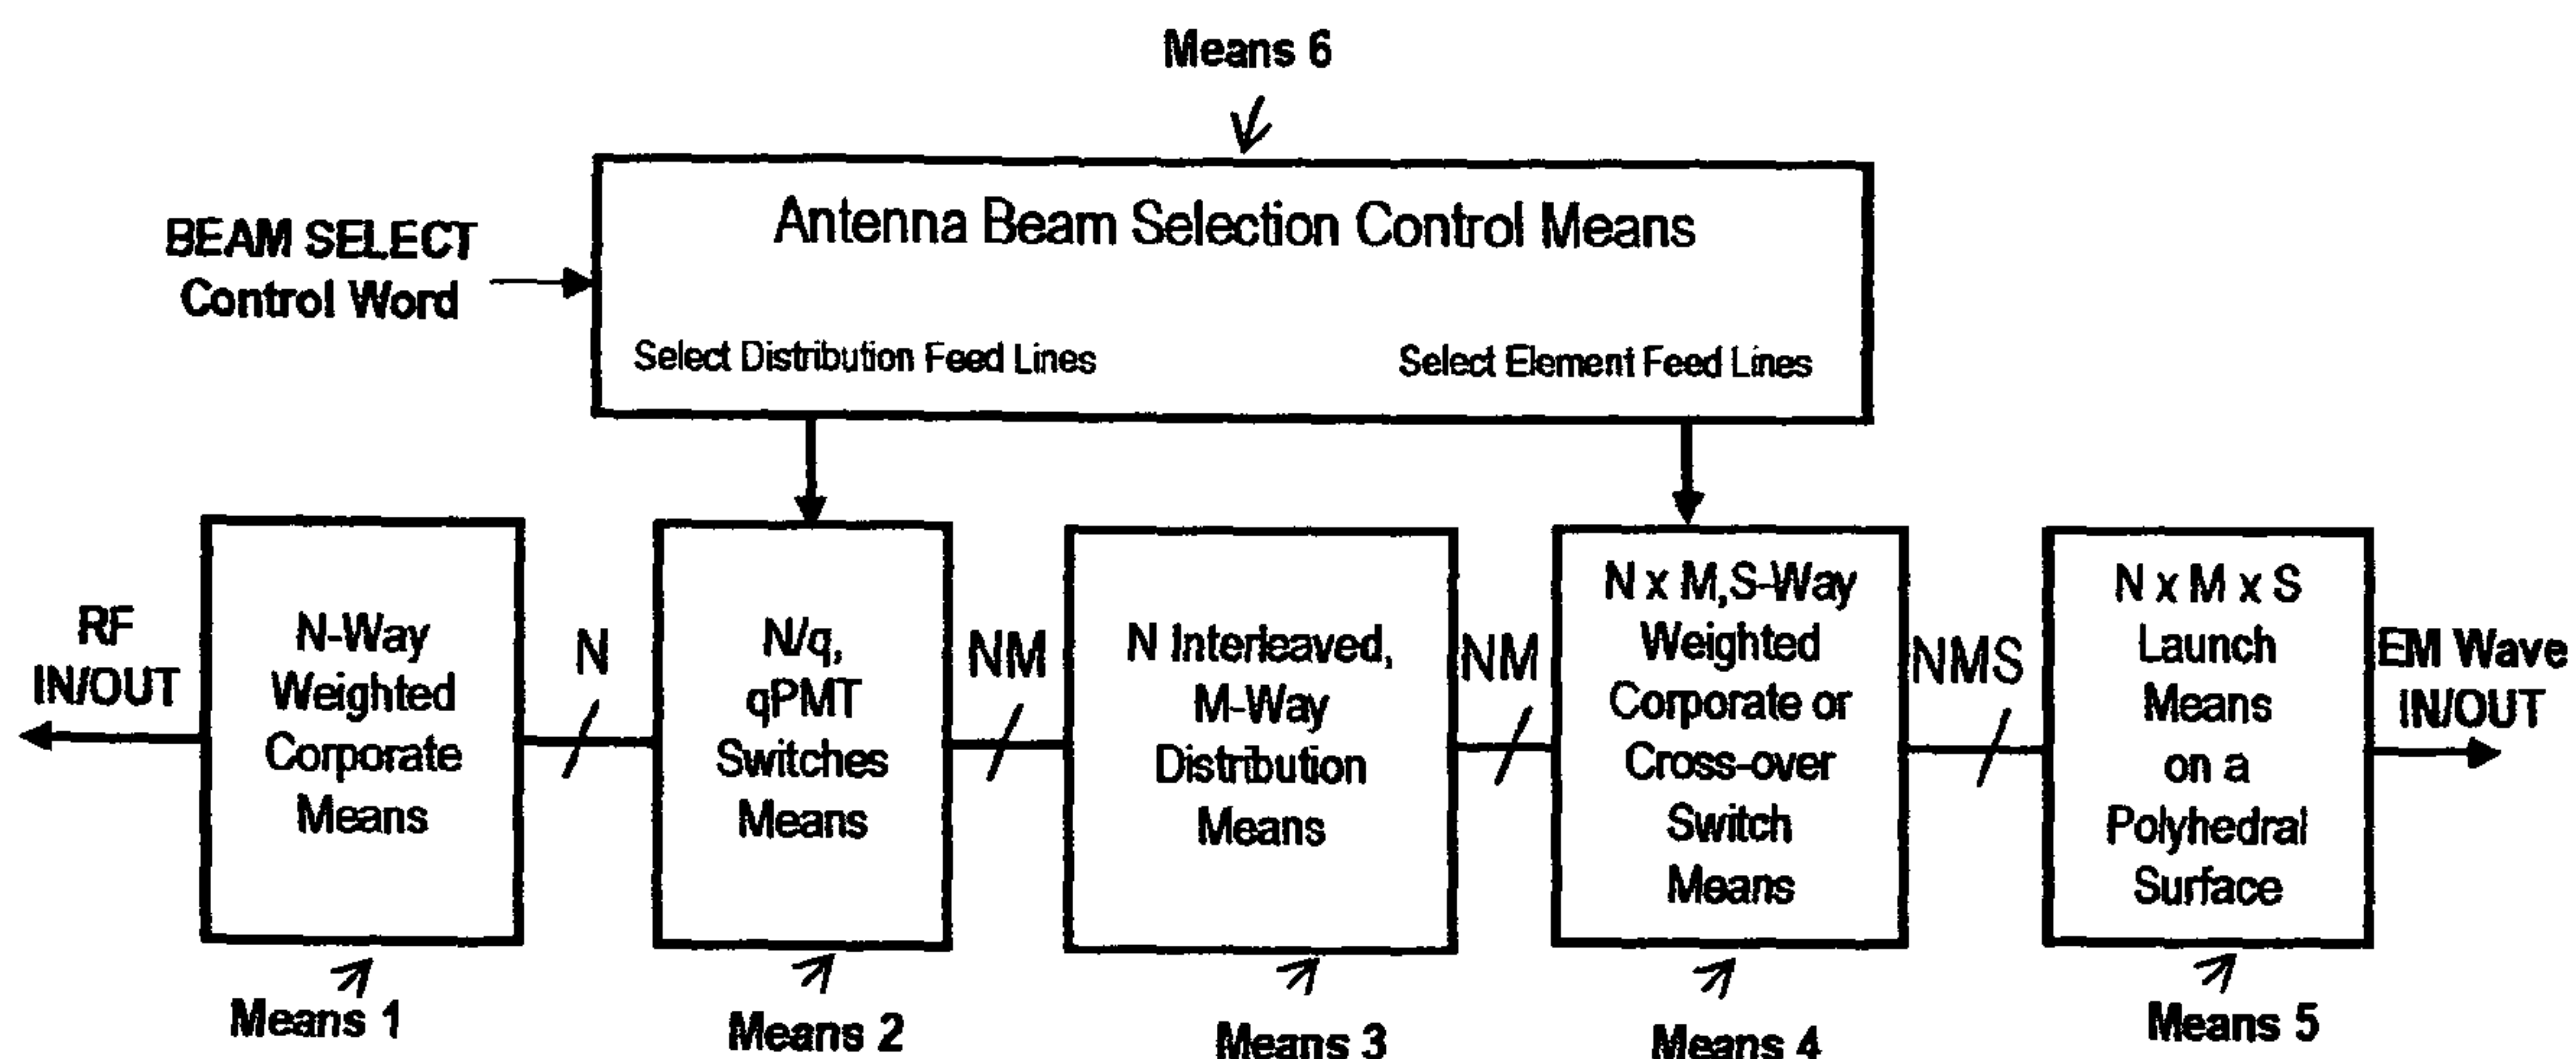 Means 6
Antenna Beam Selection Control Means
BEAM SELECT
Control Word
Select Distribution Feed Lines
Select Element Feed Lines
RF
IN/OUT
N-Way
Weighted
Corporate
Means
N
N/q,
qPMT
Switches
Means
NM
N Interleaved,
M-Way
Distribution
Means
NM
N x M,S-Way
Weighted
Corporate or
Cross-over
Switch
Means
NMS
N x M x S
Launch
Means
on a
Polyhedral
Surface
EM Wave
IN/OUT
Means 1
Means 2
Means 3
Means 4
Means 5